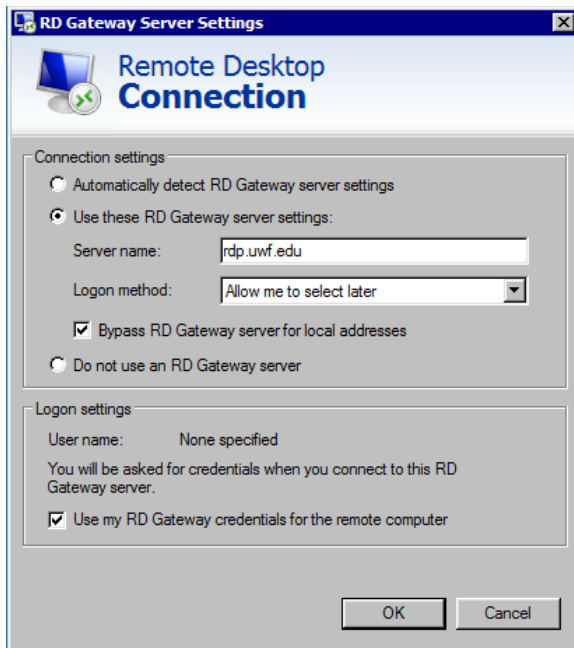 RD Gateway Server Settings
Remote Desktop
Connection
Connection settings
Automatically detect RD Gateway server settings
Use these RD Gateway server settings:
Server name: rdp.uwf.edu
Logon method: Allow me to select later
Bypass RD Gateway server for local addresses
Do not use an RD Gateway server
Logon settings
User name: None specified
You will be asked for credentials when you connect to this RD
Gateway server.
Use my RD Gateway credentials for the remote computer
OK Cancel